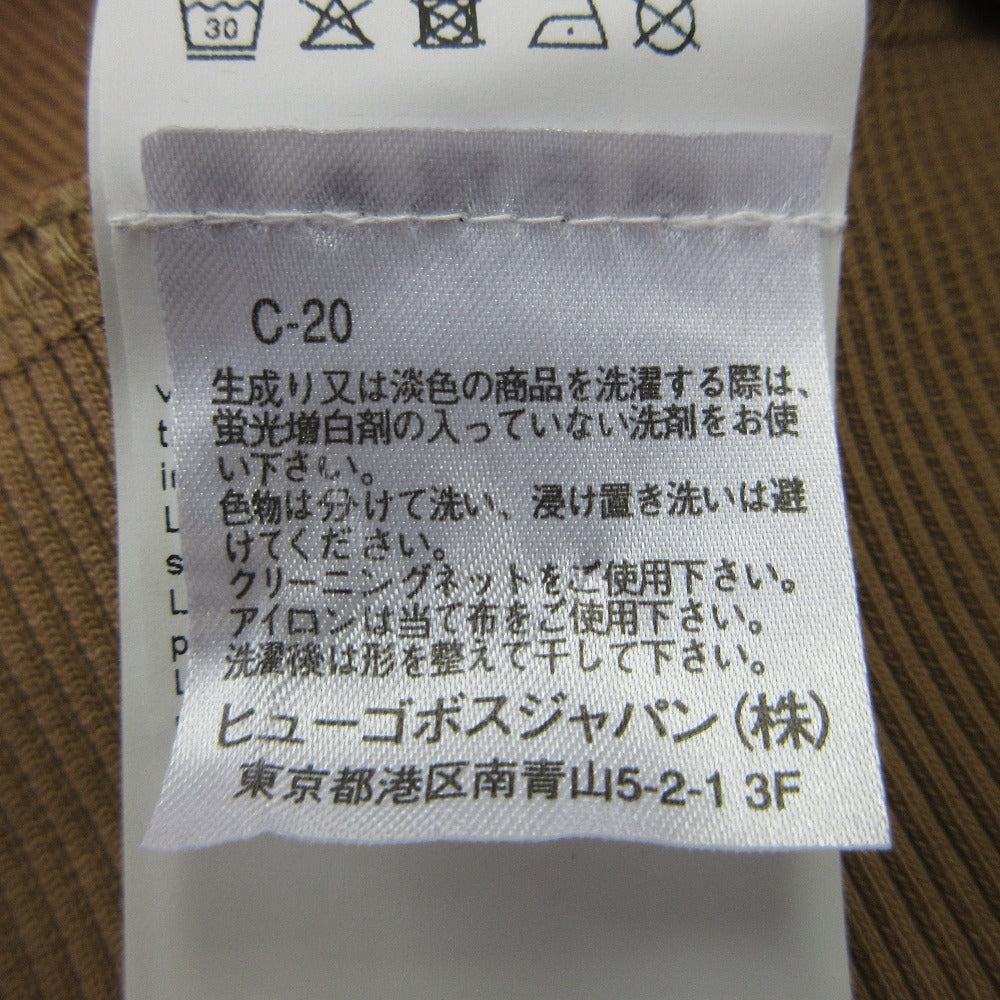 30
C-20
生成り又は淡色の商品を洗濯する際は、
蛍光増白剤の入っていない洗剤をお使
い下さい。
色物は分けて洗い、浸け置き洗いは避
けてください。
クリーニングネットをご使用下さい。
アイロンは当て布をご使用下さい。
洗濯後は形を整えて干して下さい。
ヒューゴボスジャパン(株)
東京都港区南青山5-2-1 3F